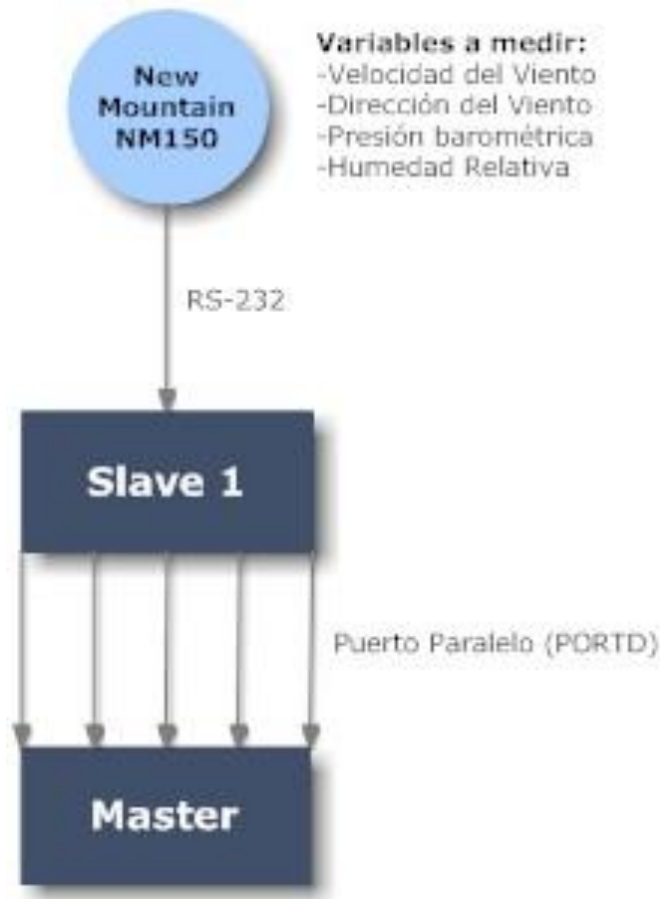 New
Mountain
NM150
Variables a medir:
-Velocidad del Viento
-Dirección del Viento
-Presión barométrica
-Humedad Relativa
RS-232
Slave 1
Puerto Paralelo (PORTD)
Master